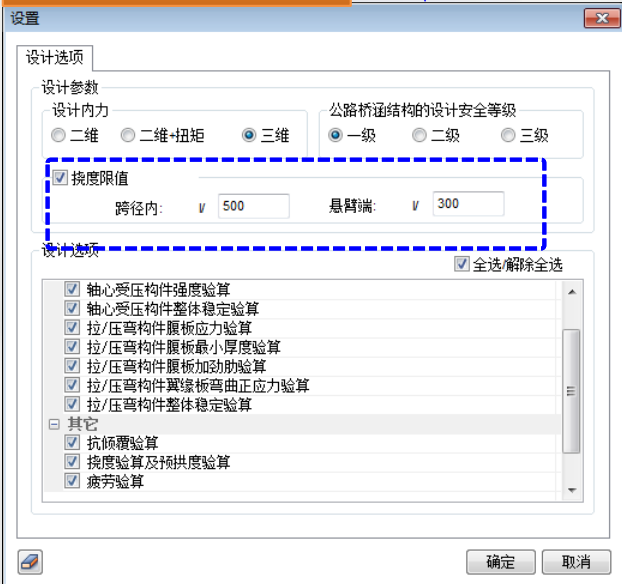 设置
设计选项
设计参数
设计内力
二维 二维+扭矩 三维
公路桥涵结构的设计安全等级
一级 二级 三级
挠度限值
跨径内: l/ 500 悬臂端: l/ 300
设计选项
全选/解除全选
轴心受压构件强度验算
轴心受压构件整体稳定验算
拉/压弯构件腹板应力验算
拉/压弯构件腹板最小厚度验算
拉/压弯构件腹板加劲肋验算
拉/压弯构件翼缘板弯曲正应力验算
拉/压弯构件整体稳定验算
其它
抗倾覆验算
挠度验算及预拱度验算
疲劳验算
确定 取消